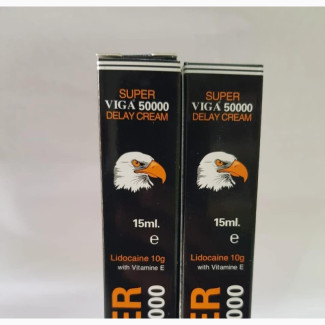 SUPER
VIGA 50000
DELAY CREAM
15ml.
e
Lidocaine 10g
with Vitamine E
SUPER
VIGA 50000
DELAY CREAM
15ml.
e
Lidocaine 10g
with Vitamine E